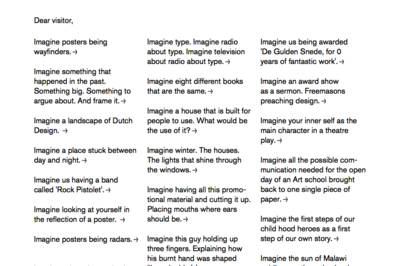 Dear visitor,
Imagine posters being
wayfinders.→
Imagine something that
happened in the past.
Something big. Something to
argue about. And frame it.→
Imagine a landscape of Dutch
Design. →
Imagine a place stuck between
day and night.→
Imagine us having a band
called 'Rock Pistolet'.→
Imagine looking at yourself in
the reflection of a poster. →
Imagine posters being radars.→
Imagine type. Imagine radio
about type. Imagine television
about radio about type. →
Imagine eight different books
that are the same.→
Imagine a house that is built for
people to use. What would be
the use of it?→
Imagine winter. The houses.
The lights that shine through
the windows.→
Imagine having all this promo-
tional material and cutting it up.
Placing mouths where ears
should be.→
Imagine this guy holding up
three fingers. Explaining how
his burnt hand was shaped
Imagine us being awarded
'De Gulden Snede, for 0
years of fantastic work'.→
Imagine an award show
as a sermon. Freemasons
preaching design.→
Imagine your inner self as the
main character in a theatre
play.→
Imagine all the possible com-
munication needed for the open
day of an Art school brought
back to one single piece of
paper.→
Imagine the first steps of our
child hood heroes as a first
step of our own story.→
Imagine the sun of Malawi